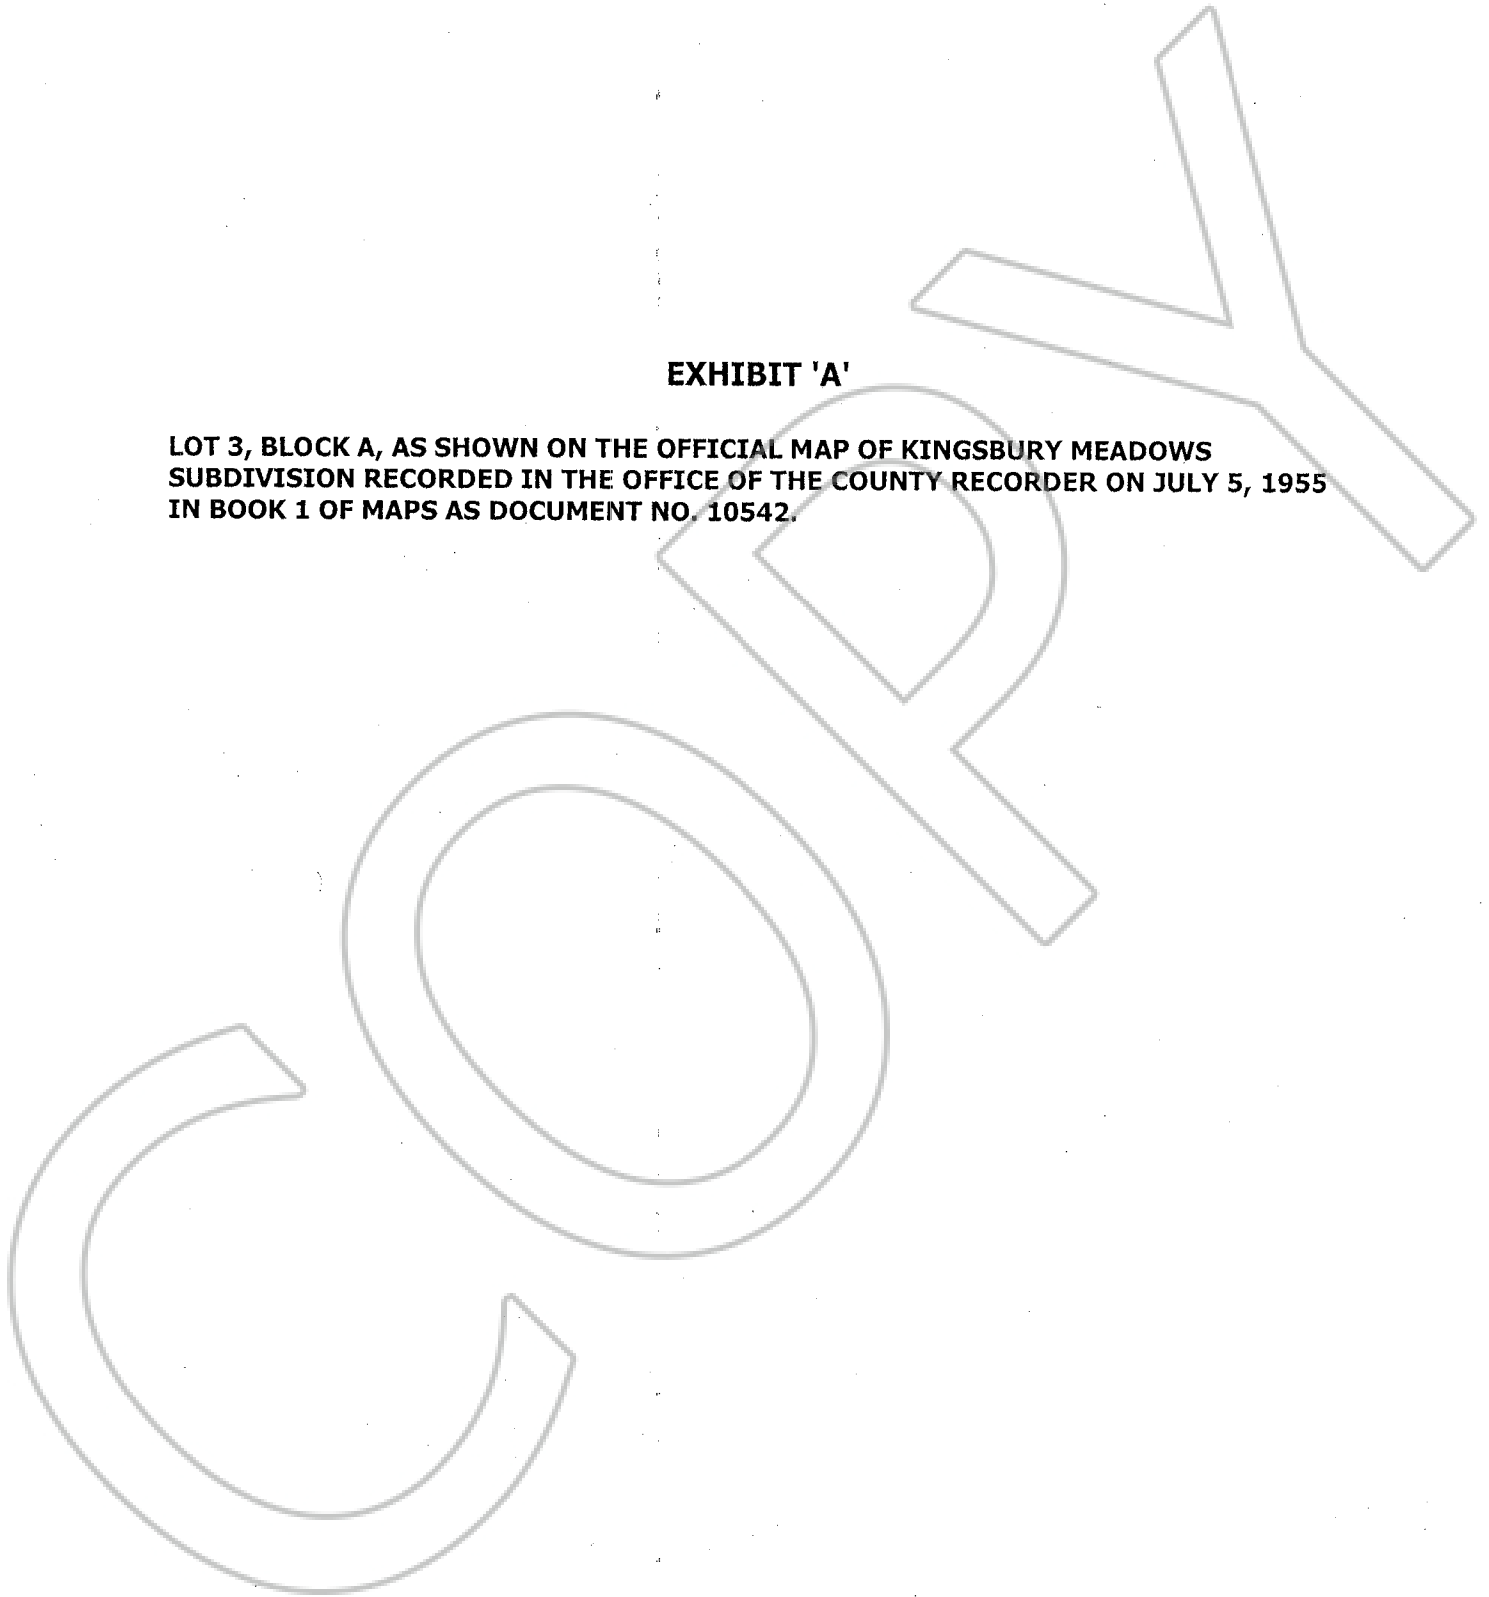 EXHIBIT 'A'
LOT 3, BLOCK A, AS SHOWN ON THE OFFICIAL MAP OF KINGSBURY MEADOWS
SUBDIVISION RECORDED IN THE OFFICE OF THE COUNTY RECORDER ON JULY 5, 1955
IN BOOK 1 OF MAPS AS DOCUMENT NO. 10542.
COPY